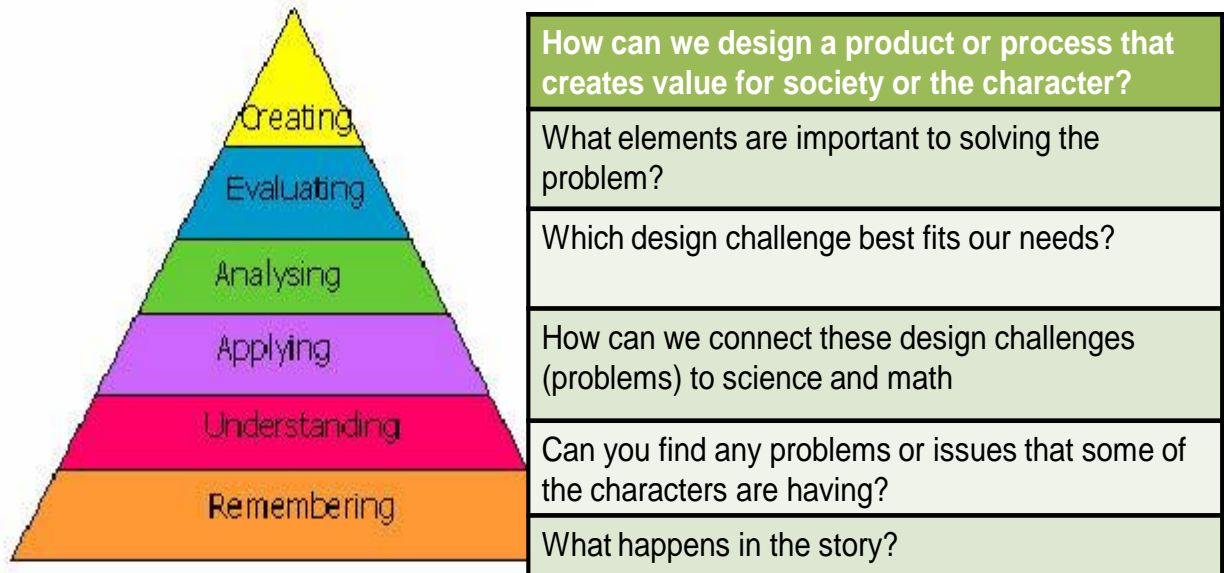 Creating
Evaluating
Analysing
Applying
Understanding
Remembering
How can we design a product or process that
creates value for society or the character?
What elements are important to solving the
problem?
Which design challenge best fits our needs?
How can we connect these design challenges
(problems) to science and math
Can you find any problems or issues that some of
the characters are having?
What happens in the story?